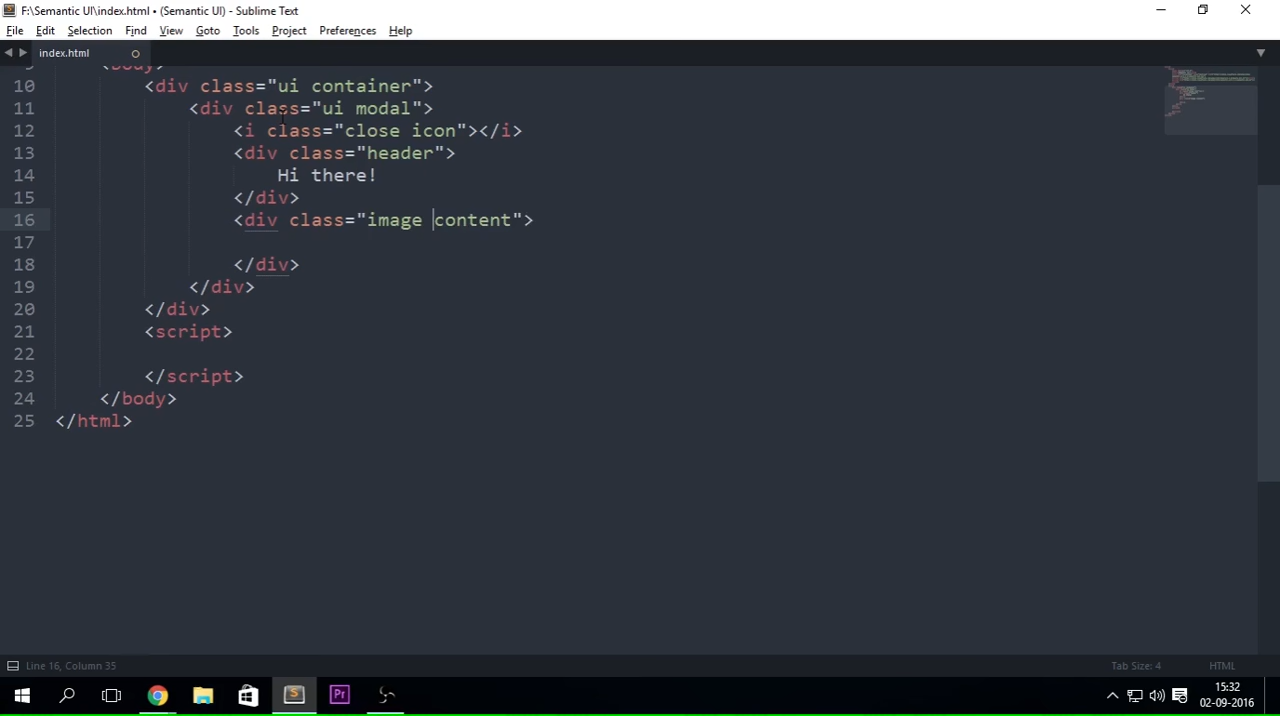 F:\Semantic UI\index.html • (Semantic UI) - Sublime Text
File Edit Selection Find View Goto Tools Project Preferences Help
index.html
9 <body>
10 <div class="ui container">
11 <div class="ui modal">
12 <i class="close icon"></i>
13 <div class="header">
14 Hi there!
15 </div>
16 <div class="image content">
17
18 </div>
19 </div>
20 </div>
21 <script>
22
23 </script>
24 </body>
25 </html>
Line 16, Column 35 Tab Size: 4 HTML
S Pr 15:32
02-09-2016